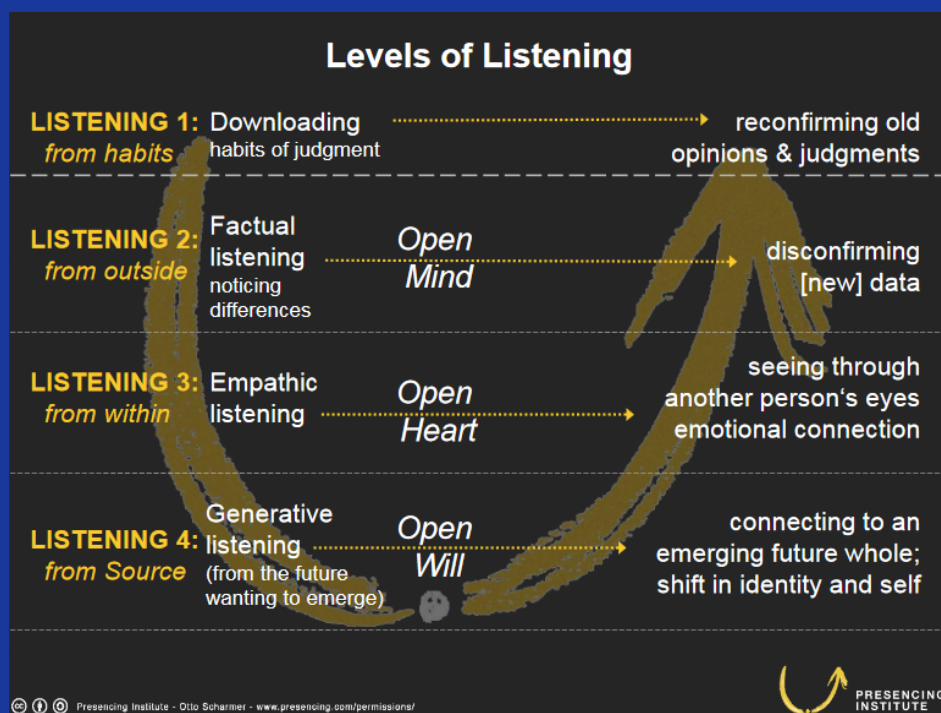 Levels of Listening
LISTENING 1: Downloading
from habits habits of judgment
reconfirming old
opinions & judgments
LISTENING 2: Factual
from outside listening
noticing
differences
Open
Mind
disconfirming
[new] data
LISTENING 3: Empathic
from within listening
Open
Heart
seeing through
another person's eyes
emotional connection
LISTENING 4: Generative
from Source listening
(from the future
wanting to emerge)
Open
Will
connecting to an
emerging future whole;
shift in identity and self
Presencing Institute - Otto Scharmer - www.presencing.com/permissions/
PRESENCING
INSTITUTE